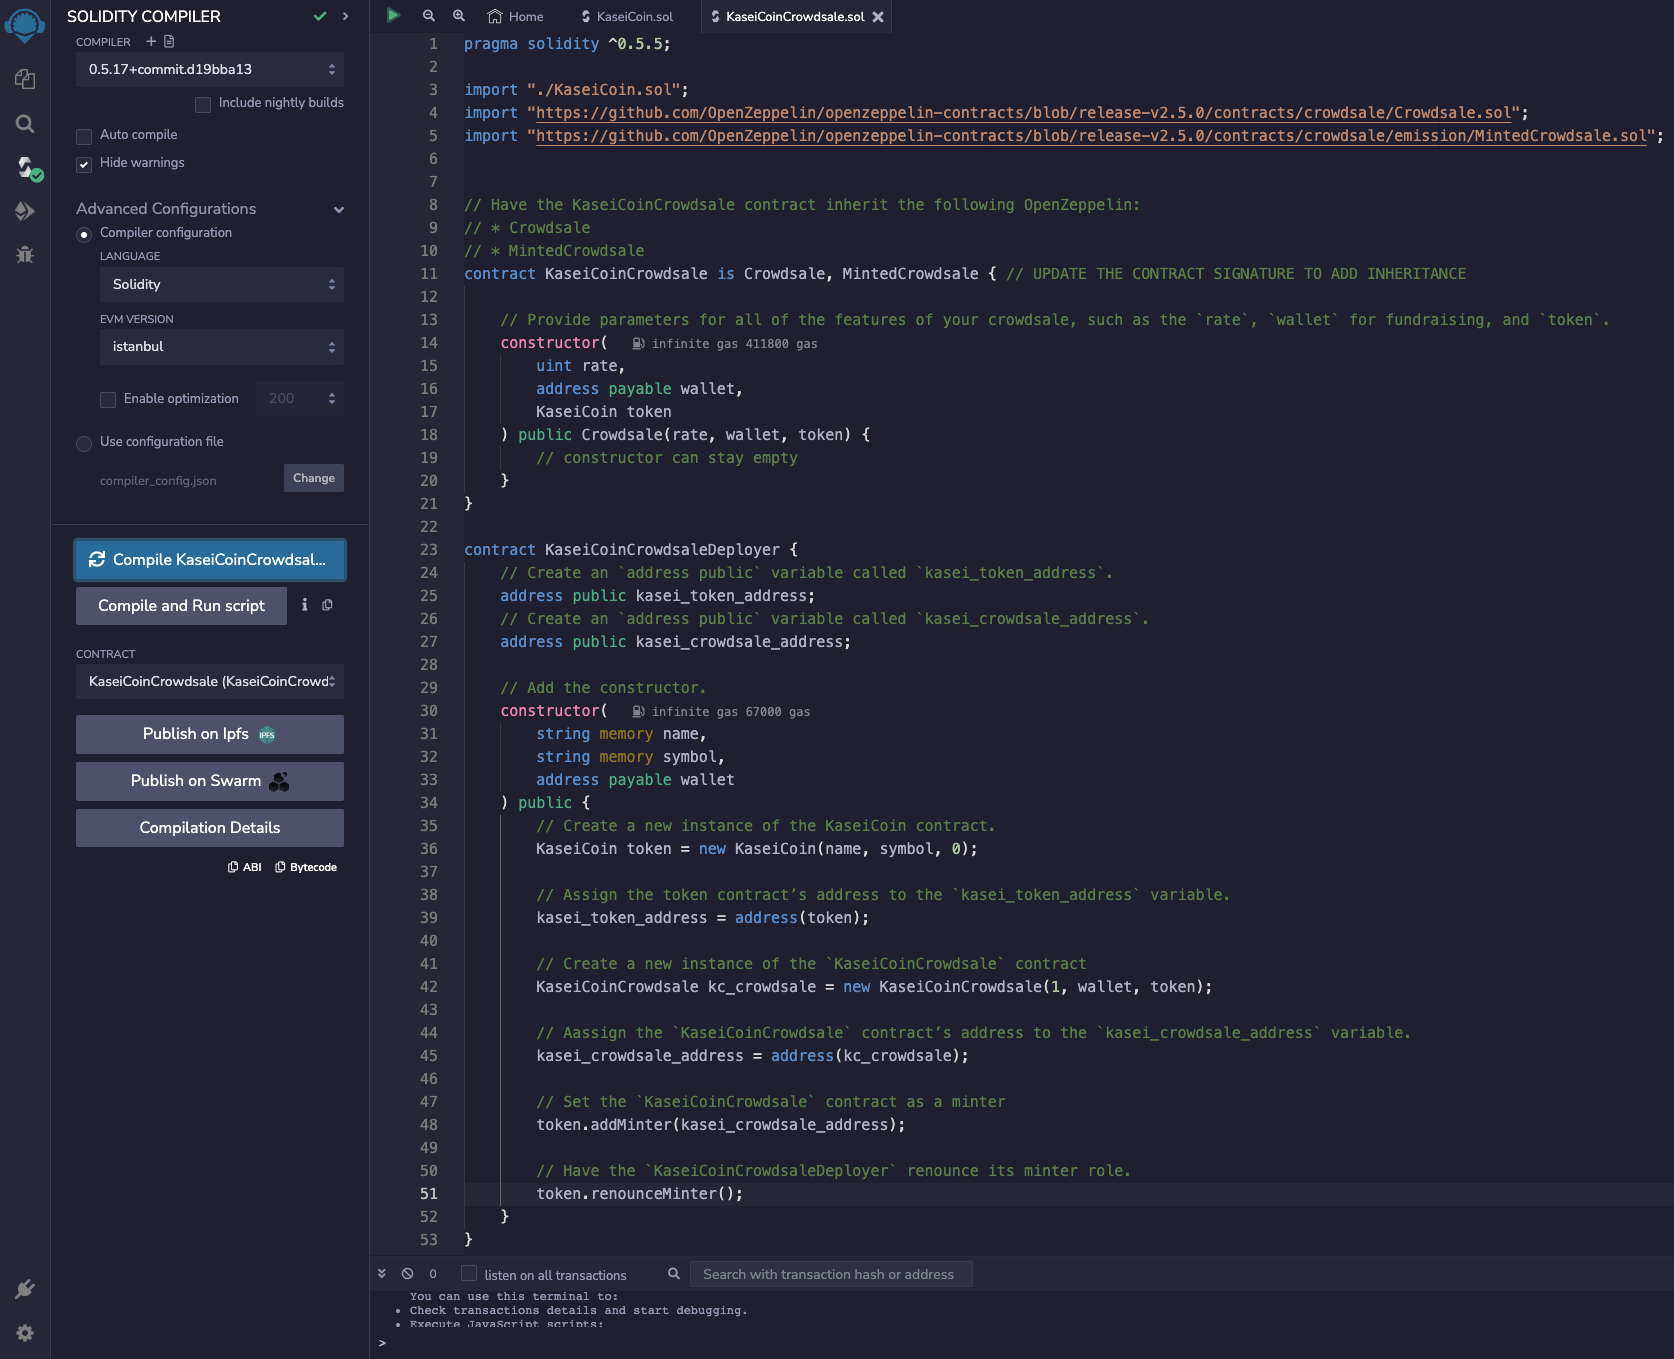 SOLIDITY COMPILER
COMPILER
0.5.17+commit.d19bba13
Include nightly builds
Auto compile
Hide warnings
Advanced Configurations
Compiler configuration
LANGUAGE
Solidity
EVM VERSION
istanbul
Enable optimization
200
Use configuration file
compiler_config.json
Change
Compile KaseiCoinCrowdsal...
Compile and Run script
i
CONTRACT
KaseiCoinCrowdsale (KaseiCoinCrowd
Publish on Ipfs IPFS
Publish on Swarm
Compilation Details
ABI Bytecode
Home KaseiCoin.sol KaseiCoinCrowdsale.sol
1 pragma solidity ^0.5.5;
2
3 import "./KaseiCoin.sol";
4 import "https://github.com/OpenZeppelin/openzeppelin-contracts/blob/release-v2.5.0/contracts/crowdsale/Crowdsale.sol";
5 import "https://github.com/OpenZeppelin/openzeppelin-contracts/blob/release-v2.5.0/contracts/crowdsale/emission/MintedCrowdsale.sol";
6
7
8 // Have the KaseiCoinCrowdsale contract inherit the following OpenZeppelin:
9 // * Crowdsale
10 // * MintedCrowdsale
11 contract KaseiCoinCrowdsale is Crowdsale, MintedCrowdsale { // UPDATE THE CONTRACT SIGNATURE TO ADD INHERITANCE
12
13 // Provide parameters for all of the features of your crowdsale, such as the `rate`, `wallet` for fundraising, and `token`.
14 constructor( infinite gas 411800 gas
15 uint rate,
16 address payable wallet,
17 KaseiCoin token
18 ) public Crowdsale(rate, wallet, token) {
19 // constructor can stay empty
20 }
21 }
22
23 contract KaseiCoinCrowdsaleDeployer {
24 // Create an `address public` variable called `kasei_token_address`.
25 address public kasei_token_address;
26 // Create an `address public` variable called `kasei_crowdsale_address`.
27 address public kasei_crowdsale_address;
28
29 // Add the constructor.
30 constructor( infinite gas 67000 gas
31 string memory name,
32 string memory symbol,
33 address payable wallet
34 ) public {
35 // Create a new instance of the KaseiCoin contract.
36 KaseiCoin token = new KaseiCoin(name, symbol, 0);
37
38 // Assign the token contract’s address to the `kasei_token_address` variable.
39 kasei_token_address = address(token);
40
41 // Create a new instance of the `KaseiCoinCrowdsale` contract
42 KaseiCoinCrowdsale kc_crowdsale = new KaseiCoinCrowdsale(1, wallet, token);
43
44 // Aassign the `KaseiCoinCrowdsale` contract’s address to the `kasei_crowdsale_address` variable.
45 kasei_crowdsale_address = address(kc_crowdsale);
46
47 // Set the `KaseiCoinCrowdsale` contract as a minter
48 token.addMinter(kasei_crowdsale_address);
49
50 // Have the `KaseiCoinCrowdsaleDeployer` renounce its minter role.
51 token.renounceMinter();
52 }
53 }
0 listen on all transactions Search with transaction hash or address
You can use this terminal to:
• Check transactions details and start debugging.
• Execute JavaScript scripts:
>